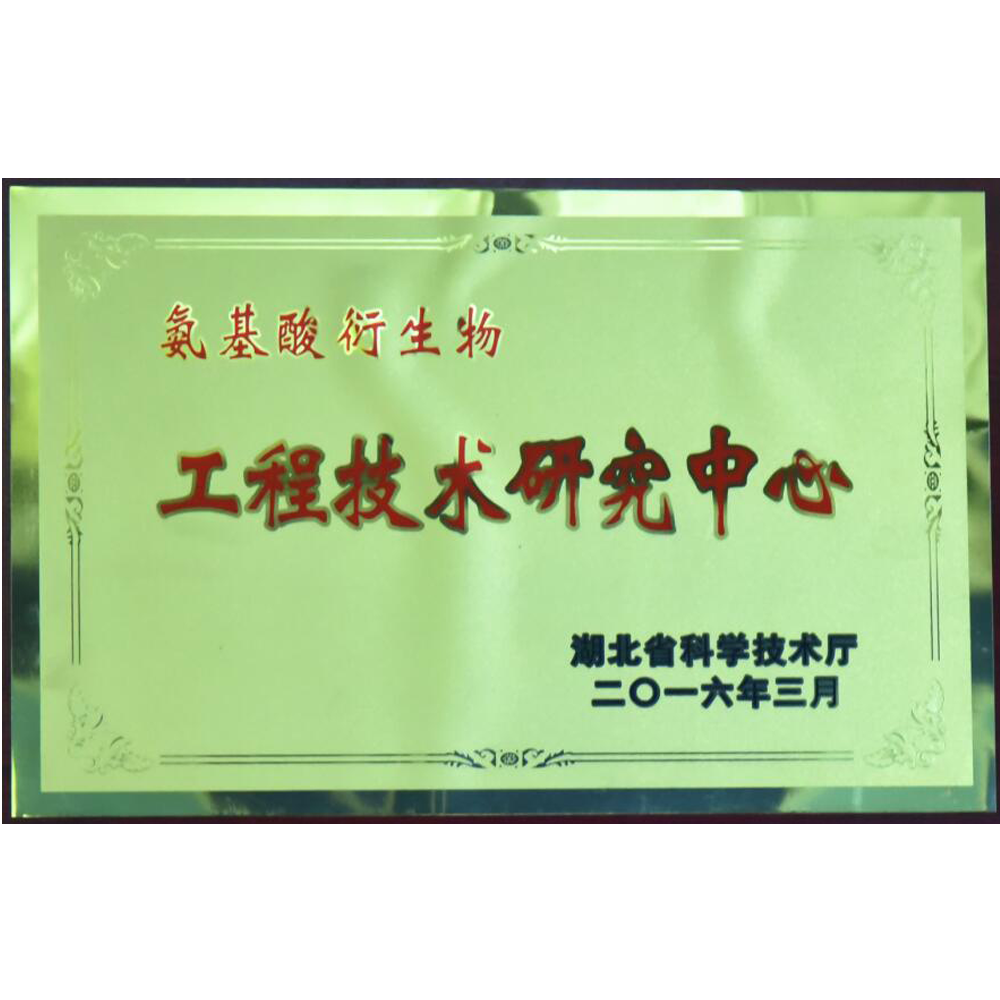 氨基酸衍生物
工程技术研究中心
湖北省科学技术厅
二〇一六年三月